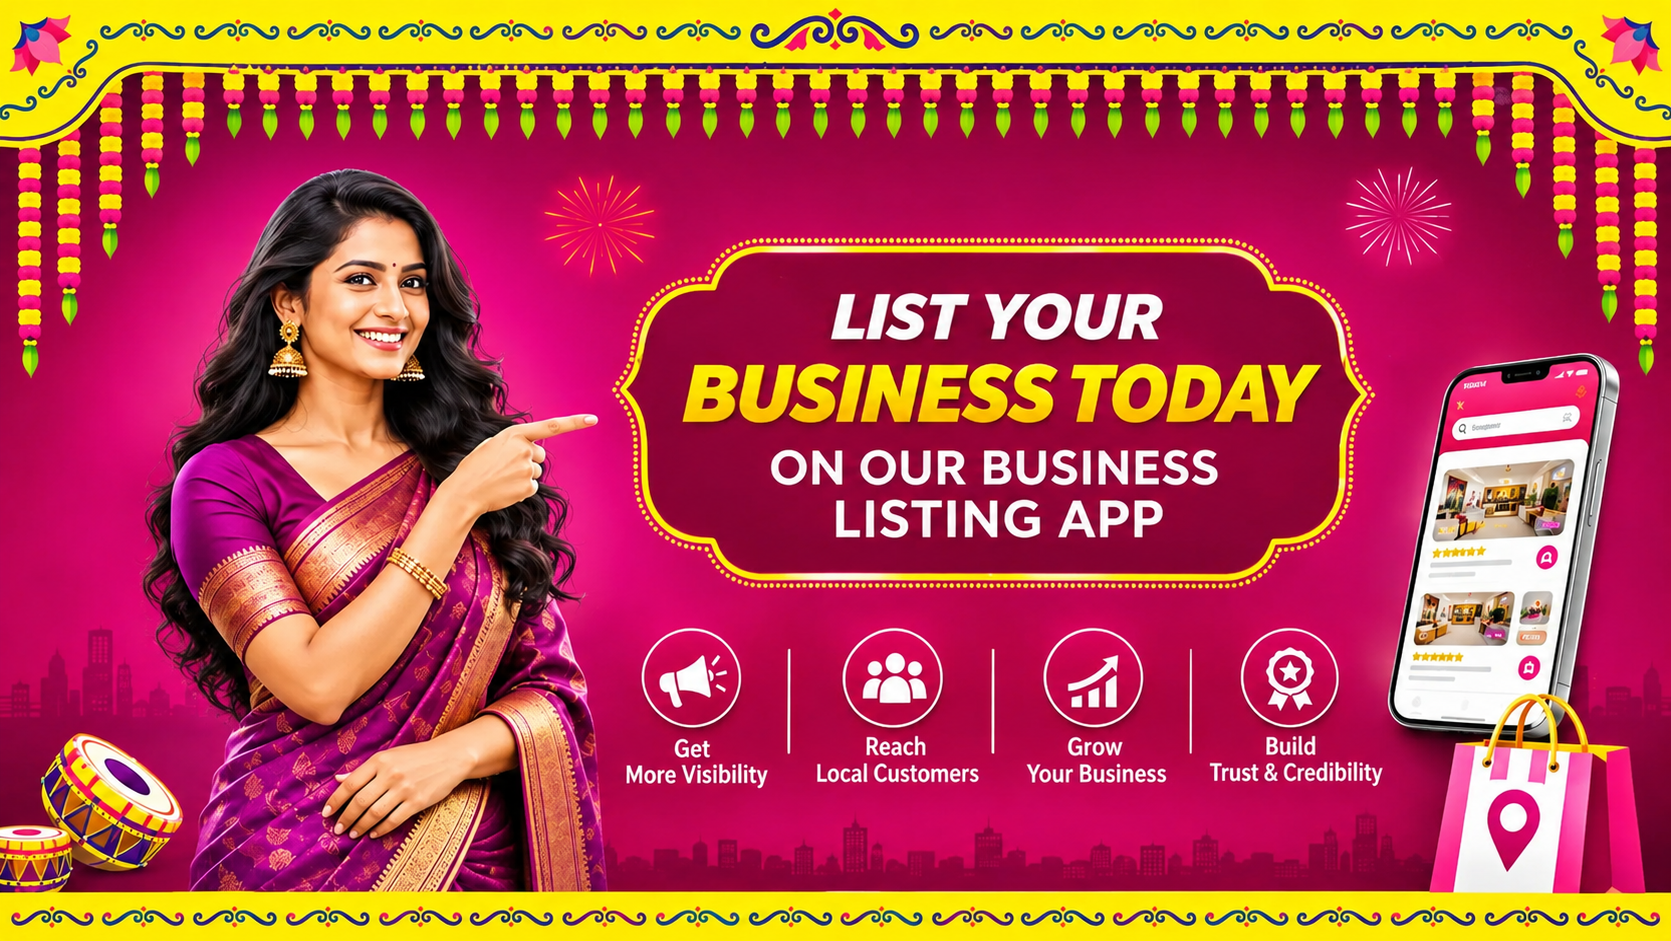 LIST YOUR
BUSINESS TODAY
ON OUR BUSINESS
LISTING APP
Get
More Visibility
Reach
Local Customers
Grow
Your Business
Build
Trust & Credibility